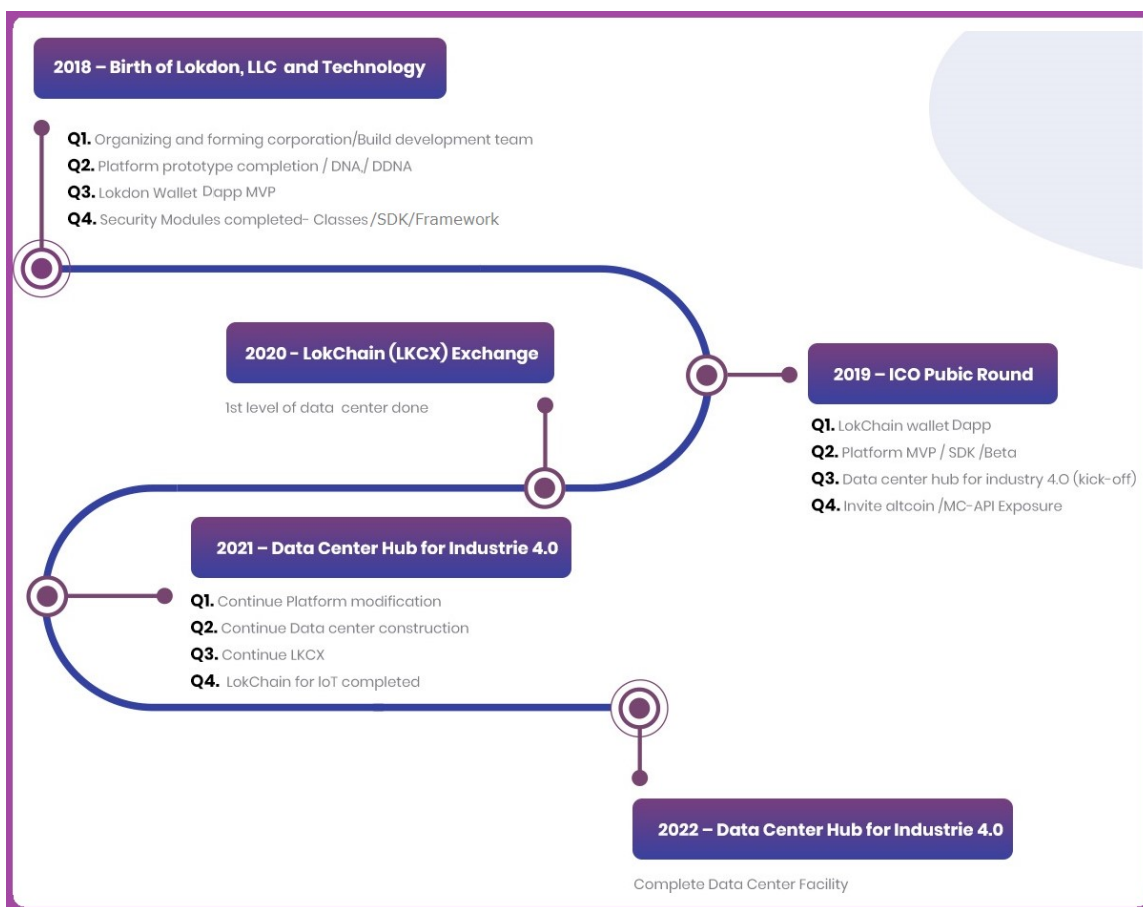 2018 – Birth of Lokdon, LLC and Technology
Q1. Organizing and forming corporation/Build development team
Q2. Platform prototype completion / DNA,/ DDNA
Q3. Lokdon Wallet Dapp MVP
Q4. Security Modules completed- Classes/SDK/Framework
2019 – ICO Pubic Round
Q1. LokChain wallet Dapp
Q2. Platform MVP / SDK /Beta
Q3. Data center hub for industry 4.0 (kick-off)
Q4. Invite altcoin /MC-API Exposure
2020 - LokChain (LKCX) Exchange
1st level of data center done
2021 – Data Center Hub for Industrie 4.0
Q1. Continue Platform modification
Q2. Continue Data center construction
Q3. Continue LKCX
Q4. LokChain for IoT completed
2022 – Data Center Hub for Industrie 4.0
Complete Data Center Facility